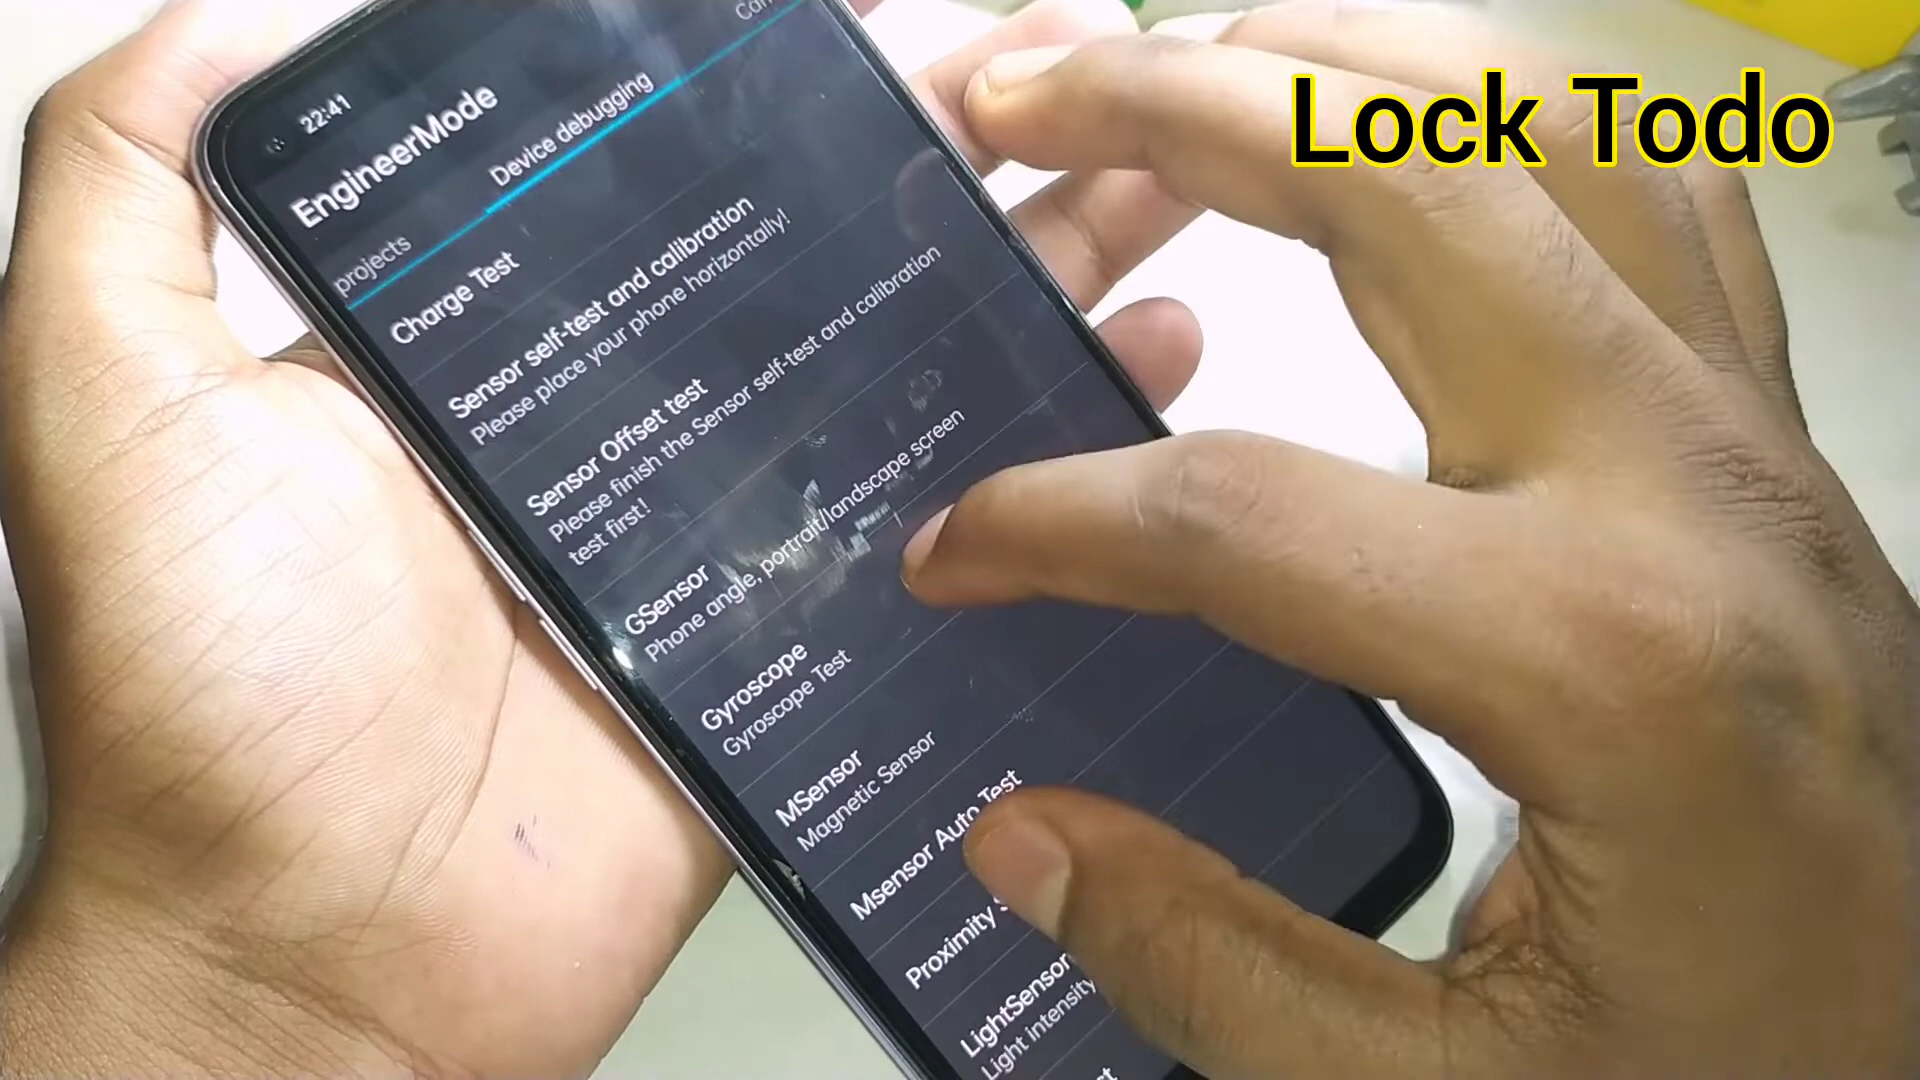 Lock Todo
22:41
EngineerMode
projects
Device debugging
Charge Test
Sensor self-test and calibration
Please place your phone horizontally!
Sensor Offset test
Please finish the Sensor self-test and calibration
test first!
GSensor
Phone angle, portrait/landscape screen
Gyroscope
Gyroscope Test
MSensor
Magnetic Sensor
Msensor Auto Test
Proximity
LightSensor
Light intensity